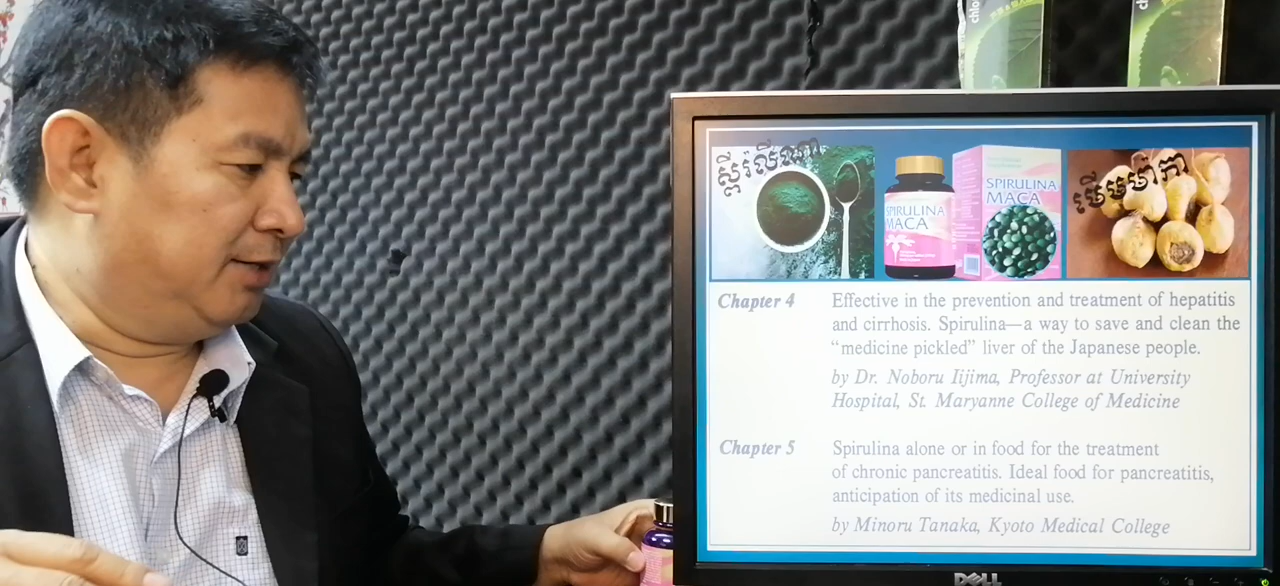 ស្ពីរូលីណា
SPIRULINA
MACA
SPIRULINA
MACA
មើមម៉ាកា
Chapter 4
Effective in the prevention and treatment of hepatitis
and cirrhosis. Spirulina—a way to save and clean the
“medicine pickled” liver of the Japanese people.
by Dr. Noboru Iijima, Professor at University
Hospital, St. Maryanne College of Medicine
Chapter 5
Spirulina alone or in food for the treatment
of chronic pancreatitis. Ideal food for pancreatitis,
anticipation of its medicinal use.
by Minoru Tanaka, Kyoto Medical College
DELL